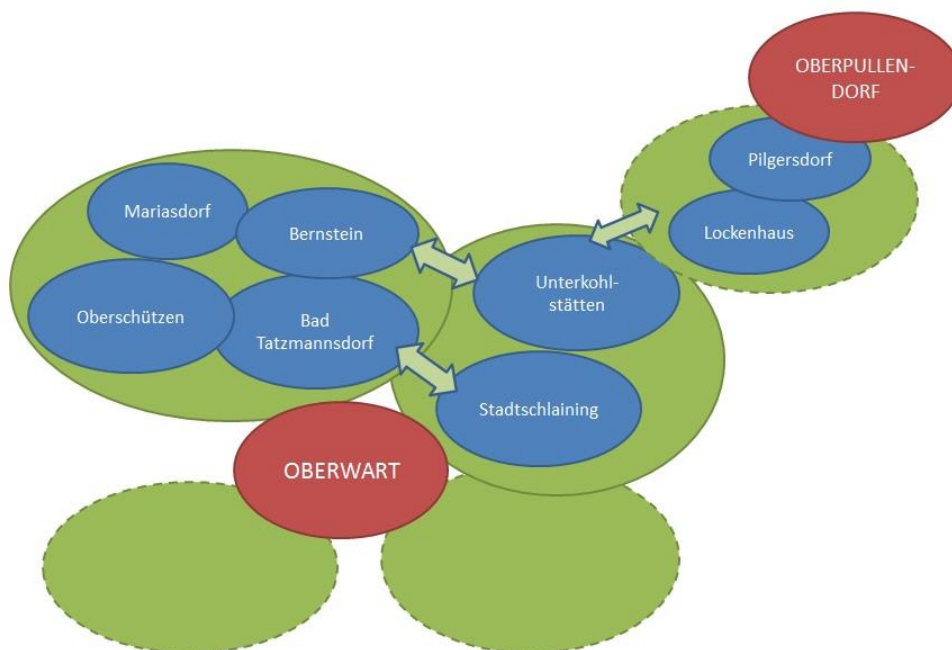 OBERPULLEN-
DORF
Pilgersdorf
Mariasdorf
Bernstein
Lockenhaus
Unterkohl-
stätten
Oberschützen
Bad
Tatzmannsdorf
Stadtschlaining
OBERWART